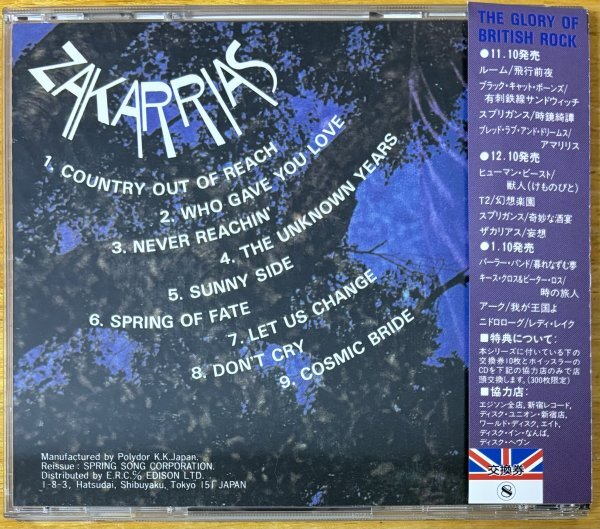 ZAKARRIAS
1. COUNTRY OUT OF REACH
2. WHO GAVE YOU LOVE
3. NEVER REACHIN'
4. THE UNKNOWN YEARS
5. SUNNY SIDE
6. SPRING OF FATE
7. LET US CHANGE
8. DON'T CRY
9. COSMIC BRIDE
Manufactured by Polydor K.K.Japan.
Reissue : SPRING SONG CORPORATION.
Distributed by E.R.C.℅ EDISON LTD.
1-8-3, Hatsudai, Shibuyaku, Tokyo 151 JAPAN
THE GLORY OF
BRITISH ROCK
●11.10発売
ルーム/飛行前夜
ブラック・キャット・ボーンズ/
有刺鉄線サンドウィッチ
スプリガンス/時鏡綺譚
ブレッド・ラブ・アンド・ドリームス/
アマリリス
●12.10発売
ヒューマン・ビースト/
獣人(けものびと)
T2/幻想楽園
スプリガンス/奇妙な酒宴
ザカリアス/妄想
●1.10発売
パーラー・バンド/暮れなずむ夢
キース・クロス&ピーター・ロス/
時の旅人
アーク/我が王国よ
ニドロローグ/レディ・レイク
■特典について:
本シリーズに付いている下の
交換券10枚とホイッスラーの
CDを下記の協力店のみで店
頭交換します。(300枚限定)
■協力店:
エジソン全店, 新宿レコード,
ディスク・ユニオン・新宿店,
ワールド・ディスク, エイト,
ディスク・イン・なんば,
ディスク・ヘヴン
交換券
8